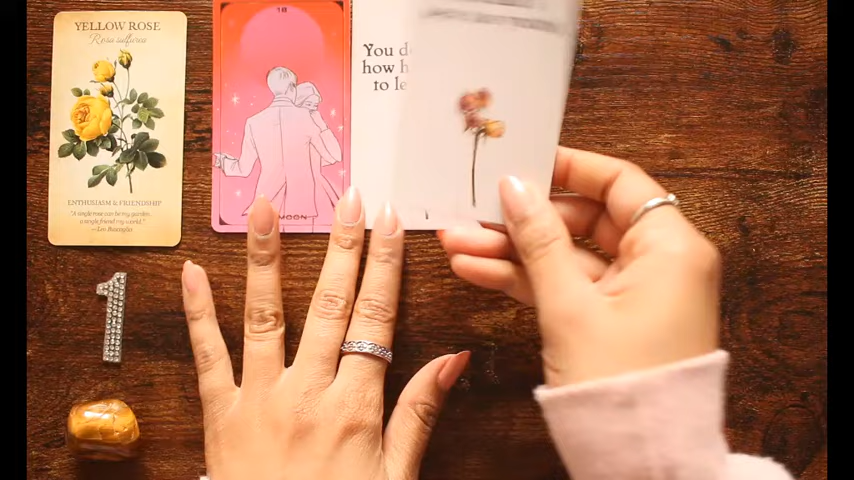 YELLOW ROSE
Rosa sulfurea
ENTHUSIASM & FRIENDSHIP
"A single rose can be my garden,
a single friend, my world."
—Leo Buscaglia
18
MOON
You
how
to
1